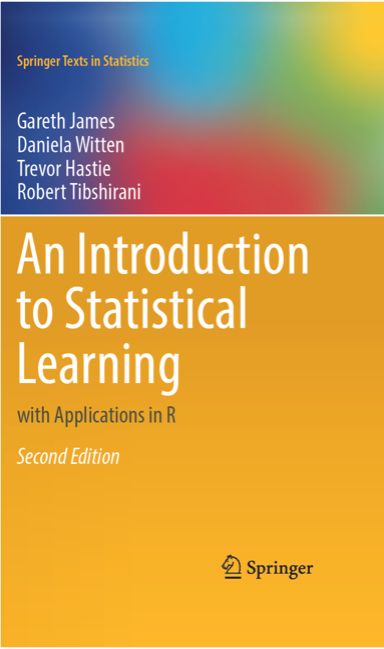 Springer Texts in Statistics
Gareth James
Daniela Witten
Trevor Hastie
Robert Tibshirani
An Introduction
to Statistical
Learning
with Applications in R
Second Edition
Springer